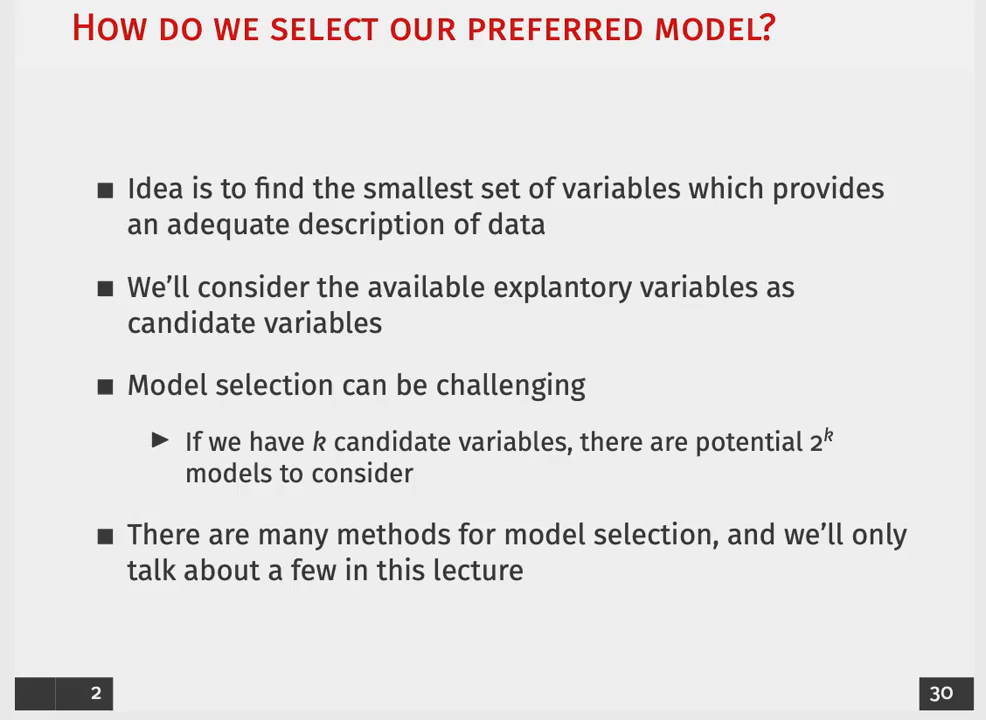 How do we select our preferred model?
Idea is to find the smallest set of variables which provides
an adequate description of data
We'll consider the available explantory variables as
candidate variables
Model selection can be challenging
If we have k candidate variables, there are potential 2^k
models to consider
There are many methods for model selection, and we'll only
talk about a few in this lecture
2
30